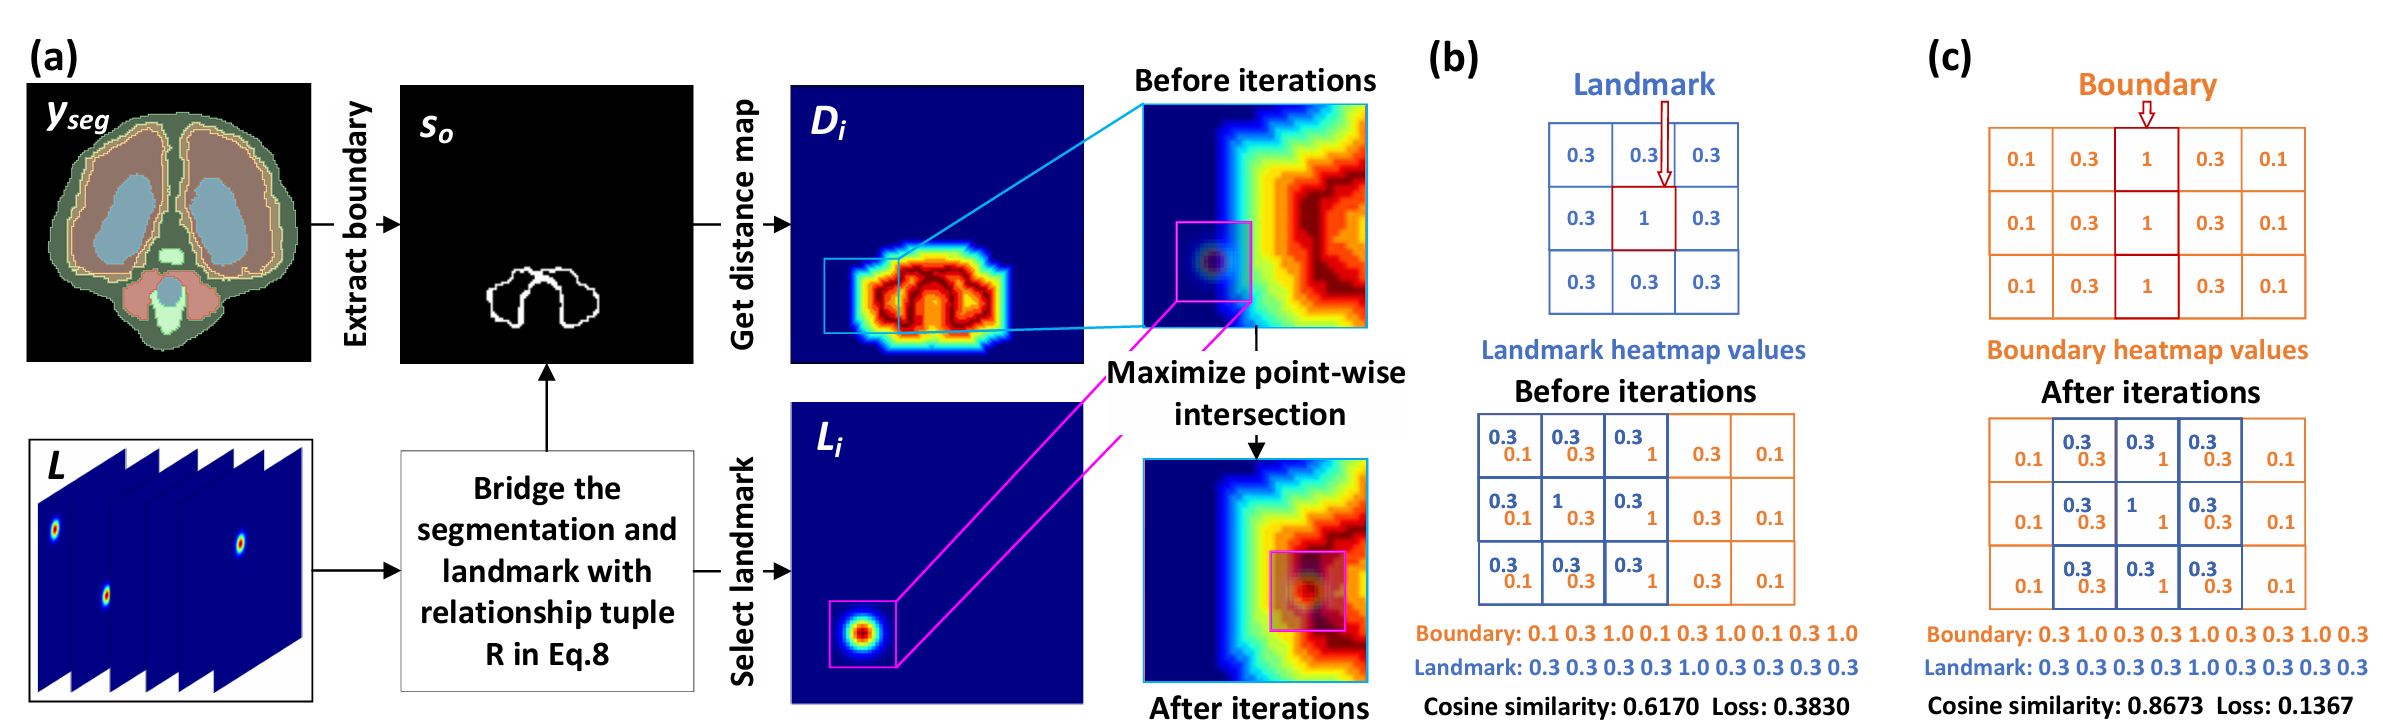 (a)
y_seg
Extract boundary
s_o
Get distance map
D_i
Before iterations
L
Bridge the
segmentation and
landmark with
relationship tuple
R in Eq.8
Select landmark
L_i
Maximize point-wise
intersection
After iterations
(b)
Landmark
0.3 0.3 0.3
0.3 1 0.3
0.3 0.3 0.3
Landmark heatmap values
Before iterations
0.3 0.3 0.3
0.1 0.3 1 0.3 0.1
0.3 1 0.3
0.1 0.3 1 0.3 0.1
0.3 0.3 0.3
0.1 0.3 1 0.3 0.1
Boundary: 0.1 0.3 1.0 0.1 0.3 1.0 0.1 0.3 1.0
Landmark: 0.3 0.3 0.3 0.3 1.0 0.3 0.3 0.3 0.3
Cosine similarity: 0.6170 Loss: 0.3830
(c)
Boundary
0.1 0.3 1 0.3 0.1
0.1 0.3 1 0.3 0.1
0.1 0.3 1 0.3 0.1
Boundary heatmap values
After iterations
0.3 0.3 0.3
0.1 0.3 1 0.3 0.1
0.3 1 0.3
0.1 0.3 1 0.3 0.1
0.3 0.3 0.3
0.1 0.3 1 0.3 0.1
Boundary: 0.3 1.0 0.3 0.3 1.0 0.3 0.3 1.0 0.3
Landmark: 0.3 0.3 0.3 0.3 1.0 0.3 0.3 0.3 0.3
Cosine similarity: 0.8673 Loss: 0.1367